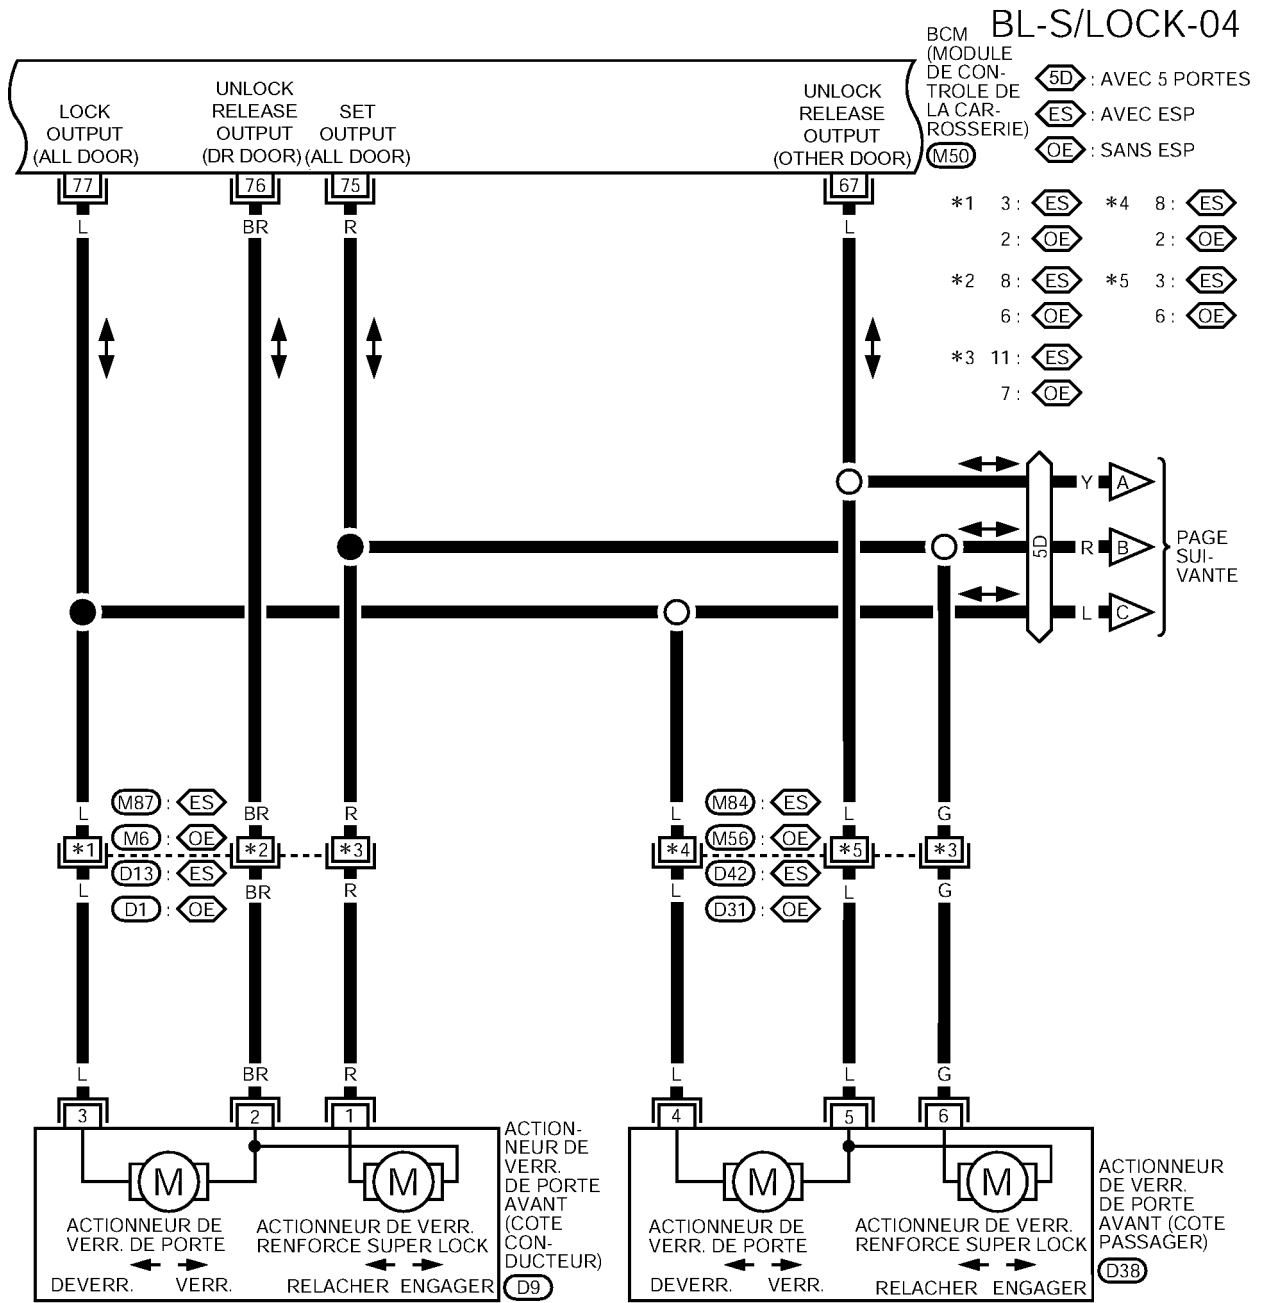 BL-S/LOCK-04
BCM
(MODULE
DE CON-
TROLE DE
LA CAR-
ROSSERIE)
M50
5D : AVEC 5 PORTES
ES : AVEC ESP
OE : SANS ESP
LOCK
OUTPUT
(ALL DOOR)
UNLOCK
RELEASE
OUTPUT
(DR DOOR)
SET
OUTPUT
(ALL DOOR)
UNLOCK
RELEASE
OUTPUT
(OTHER DOOR)
77 76 75 67
L BR R L
*1 3 : ES *4 8 : ES
2 : OE 2 : OE
*2 8 : ES *5 3 : ES
6 : OE 6 : OE
*3 11 : ES
7 : OE
Y A
R B
L C
5D
PAGE
SUI-
VANTE
L BR R L L G
M87 : ES
M6 : OE
D13 : ES
D1 : OE
M84 : ES
M56 : OE
D42 : ES
D31 : OE
*1 *2 *3 *4 *5 *3
L BR R L L G
L BR R L L G
3 2 1 4 5 6
M M M M
ACTIONNEUR DE
VERR. DE PORTE
DEVERR. VERR.
ACTIONNEUR DE VERR.
RENFORCE SUPER LOCK
RELACHER ENGAGER
ACTION-
NEUR DE
VERR.
DE PORTE
AVANT
(COTE
CON-
DUCTEUR)
D9
ACTIONNEUR DE
VERR. DE PORTE
DEVERR. VERR.
ACTIONNEUR DE VERR.
RENFORCE SUPER LOCK
RELACHER ENGAGER
ACTIONNEUR
DE VERR.
DE PORTE
AVANT (COTE
PASSAGER)
D38